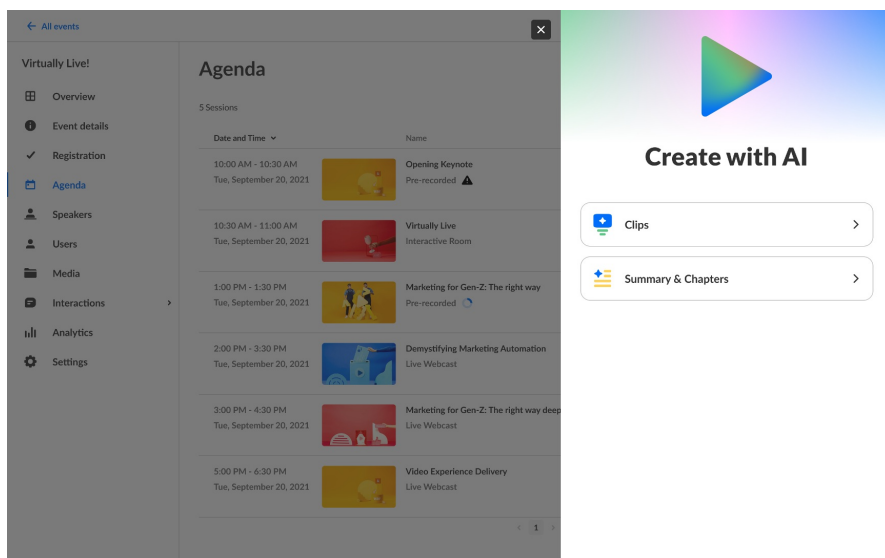 All events
Virtually Live!
Overview
Event details
Registration
Agenda
Speakers
Users
Media
Interactions
Analytics
Settings
Agenda
5 Sessions
Date and Time
Name
10:00 AM - 10:30 AM
Tue, September 20, 2021
Opening Keynote
Pre-recorded
10:30 AM - 11:00 AM
Tue, September 20, 2021
Virtually Live
Interactive Room
1:00 PM - 1:30 PM
Tue, September 20, 2021
Marketing for Gen-Z: The right way
Pre-recorded
2:00 PM - 3:30 PM
Tue, September 20, 2021
Demystifying Marketing Automation
Live Webcast
3:00 PM - 4:30 PM
Tue, September 20, 2021
Marketing for Gen-Z: The right way deep
Live Webcast
5:00 PM - 6:30 PM
Tue, September 20, 2021
Video Experience Delivery
Live Webcast
1
Create with AI
Clips
Summary & Chapters